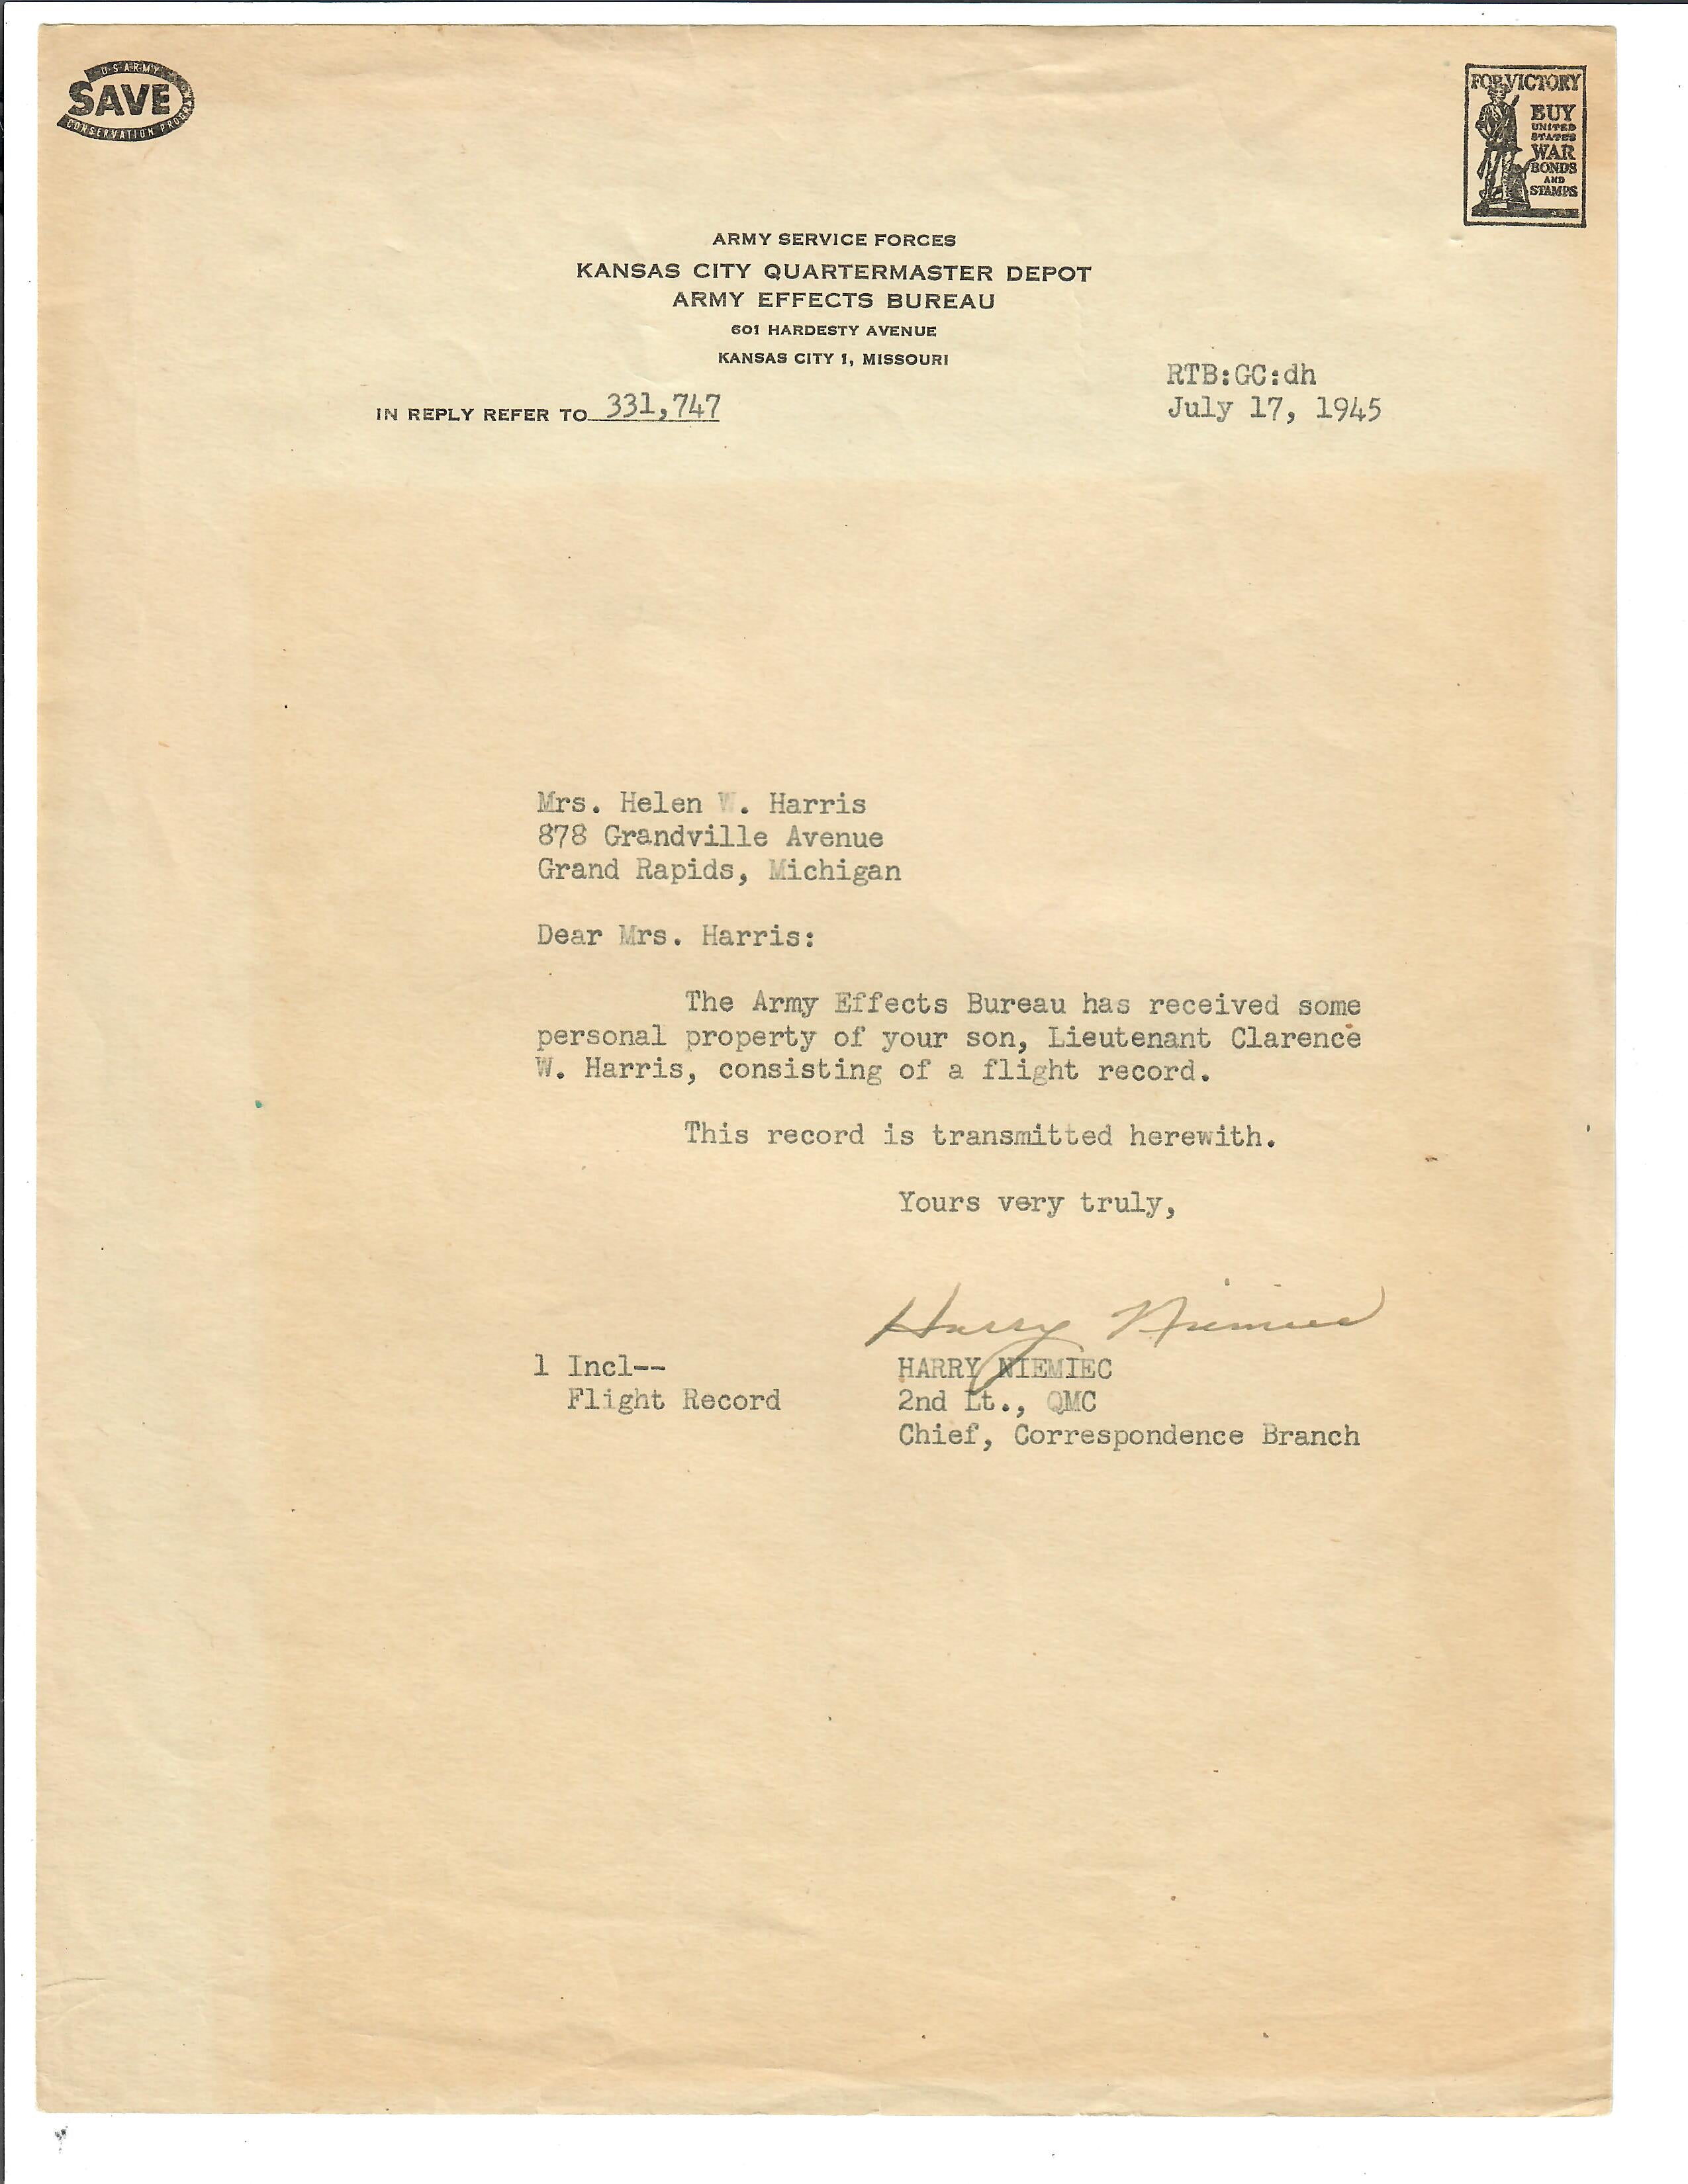 U·S·ARMY
SAVE
CONSERVATION PROGRAM
FOR VICTORY
BUY
UNITED
STATES
WAR
BONDS
AND
STAMPS
ARMY SERVICE FORCES
KANSAS CITY QUARTERMASTER DEPOT
ARMY EFFECTS BUREAU
601 HARDESTY AVENUE
KANSAS CITY 1, MISSOURI
RTB:GC:dh
IN REPLY REFER TO 331,747
July 17, 1945
Mrs. Helen W. Harris
878 Grandville Avenue
Grand Rapids, Michigan
Dear Mrs. Harris:
The Army Effects Bureau has received some
personal property of your son, Lieutenant Clarence
W. Harris, consisting of a flight record.
This record is transmitted herewith.
Yours very truly,
Harry Niemiec
1 Incl--
Flight Record
HARRY NIEMIEC
2nd Lt., QMC
Chief, Correspondence Branch